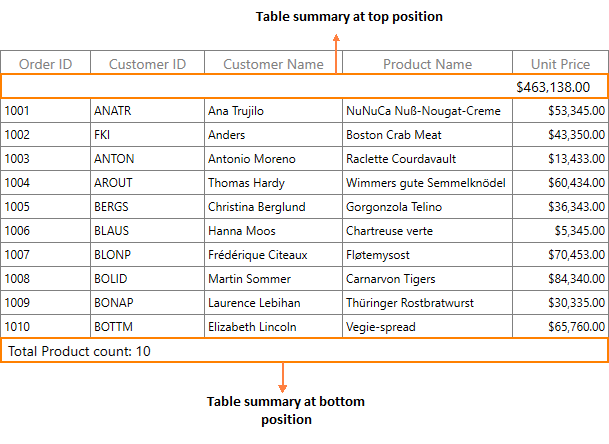 Table summary at top position
Order ID Customer ID Customer Name Product Name Unit Price
$463,138.00
1001 ANATR Ana Trujilo NuNuCa Nuß-Nougat-Creme $53,345.00
1002 FKI Anders Boston Crab Meat $43,350.00
1003 ANTON Antonio Moreno Raclette Courdavault $13,433.00
1004 AROUT Thomas Hardy Wimmers gute Semmelknödel $60,434.00
1005 BERGS Christina Berglund Gorgonzola Telino $36,343.00
1006 BLAUS Hanna Moos Chartreuse verte $5,345.00
1007 BLONP Frédérique Citeaux Fløtemysost $70,453.00
1008 BOLID Martin Sommer Carnarvon Tigers $84,340.00
1009 BONAP Laurence Lebihan Thüringer Rostbratwurst $30,335.00
1010 BOTTM Elizabeth Lincoln Vegie-spread $65,760.00
Total Product count: 10
Table summary at bottom
position